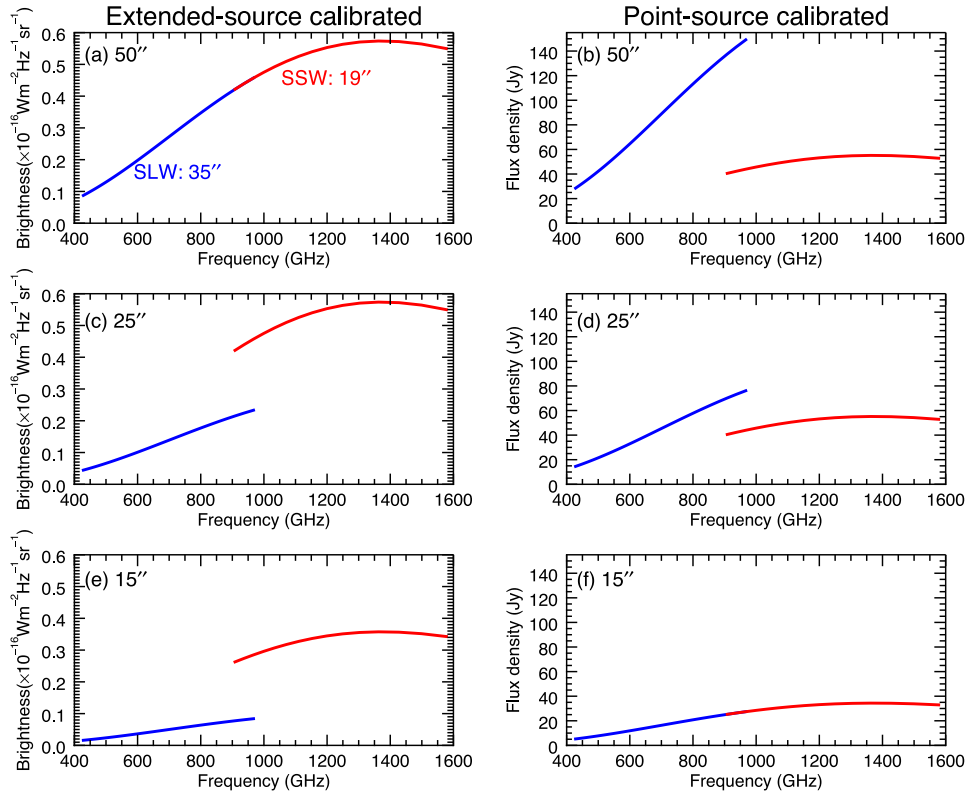 Extended-source calibrated
Point-source calibrated
Brightness(×10−16Wm−2Hz−1sr−1)
0.6
0.5
0.4
0.3
0.2
0.1
0.0
(a) 50″
SSW: 19″
SLW: 35″
400 600 800 1000 1200 1400 1600
Frequency (GHz)
Flux density (Jy)
140
120
100
80
60
40
20
0
(b) 50″
400 600 800 1000 1200 1400 1600
Frequency (GHz)
Brightness(×10−16Wm−2Hz−1sr−1)
0.6
0.5
0.4
0.3
0.2
0.1
0.0
(c) 25″
400 600 800 1000 1200 1400 1600
Frequency (GHz)
Flux density (Jy)
140
120
100
80
60
40
20
0
(d) 25″
400 600 800 1000 1200 1400 1600
Frequency (GHz)
Brightness(×10−16Wm−2Hz−1sr−1)
0.6
0.5
0.4
0.3
0.2
0.1
0.0
(e) 15″
400 600 800 1000 1200 1400 1600
Frequency (GHz)
Flux density (Jy)
140
120
100
80
60
40
20
0
(f) 15″
400 600 800 1000 1200 1400 1600
Frequency (GHz)